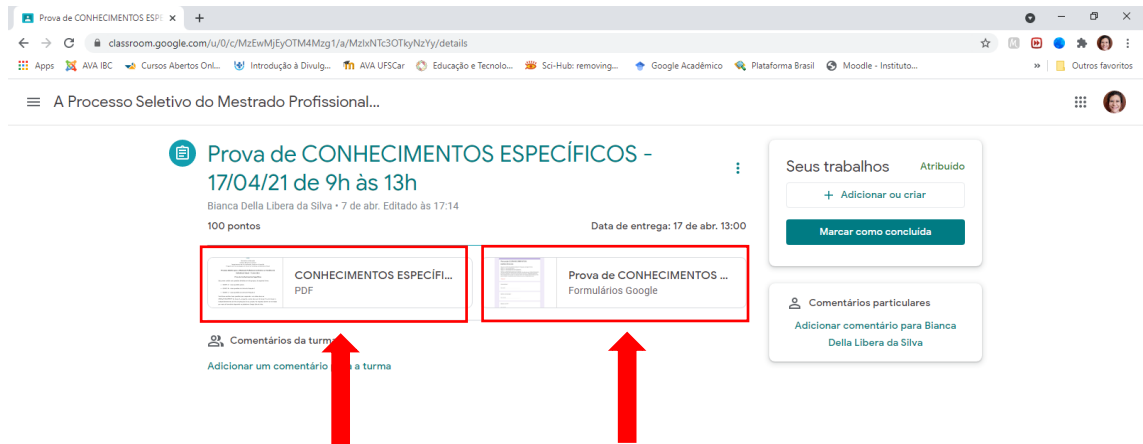 Prova de CONHECIMENTOS ESPE
classroom.google.com/u/0/c/MzEwMjEyOTM4Mzg1/a/MzIxNTc3OTkyNzYy/details
Apps AVA IBC Cursos Abertos Onl... Introdução à Divulg... AVA UFSCar Educação e Tecnolo... Sci-Hub: removing... Google Acadêmico Plataforma Brasil Moodle - Instituto... » Outros favoritos
A Processo Seletivo do Mestrado Profissional...
Prova de CONHECIMENTOS ESPECÍFICOS -
17/04/21 de 9h às 13h
Bianca Della Libera da Silva • 7 de abr. Editado às 17:14
100 pontos Data de entrega: 17 de abr. 13:00
CONHECIMENTOS ESPECÍFI...
PDF
Prova de CONHECIMENTOS ...
Formulários Google
Comentários da turma
Adicionar um comentário para a turma
Seus trabalhos Atribuído
+ Adicionar ou criar
Marcar como concluída
Comentários particulares
Adicionar comentário para Bianca
Della Libera da Silva